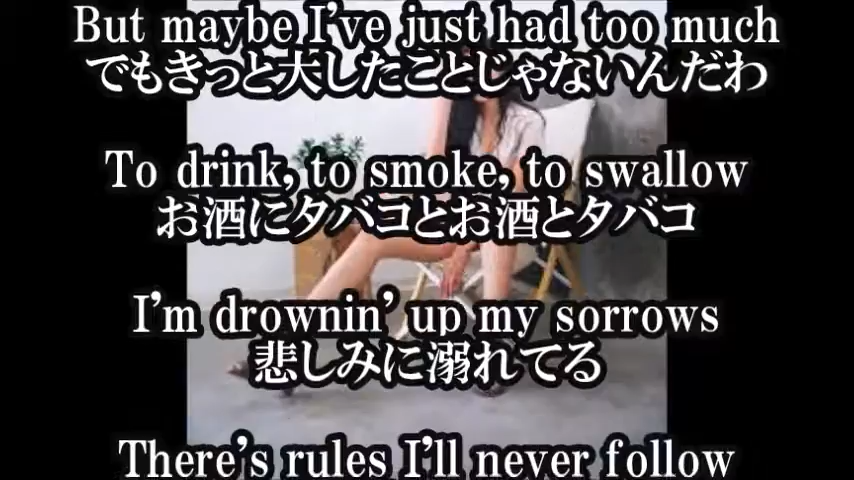 But maybe I've just had too much
でもきっと大したことじゃないんだわ
To drink, to smoke, to swallow
お酒にタバコとお酒とタバコ
I'm drownin' up my sorrows
悲しみに溺れてる
There's rules I'll never follow